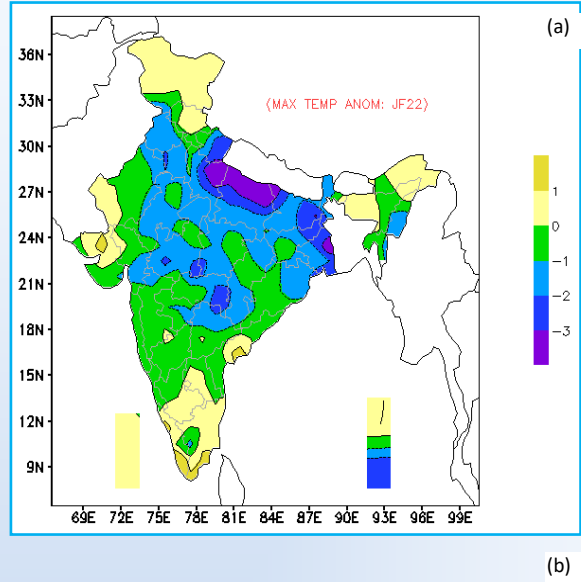 (a)
36N
33N
(MAX TEMP ANOM: JF22)
30N
27N
24N
21N
18N
15N
12N
9N
1
0
-1
-2
-3
69E 72E 75E 78E 81E 84E 87E 90E 93E 96E 99E
(b)